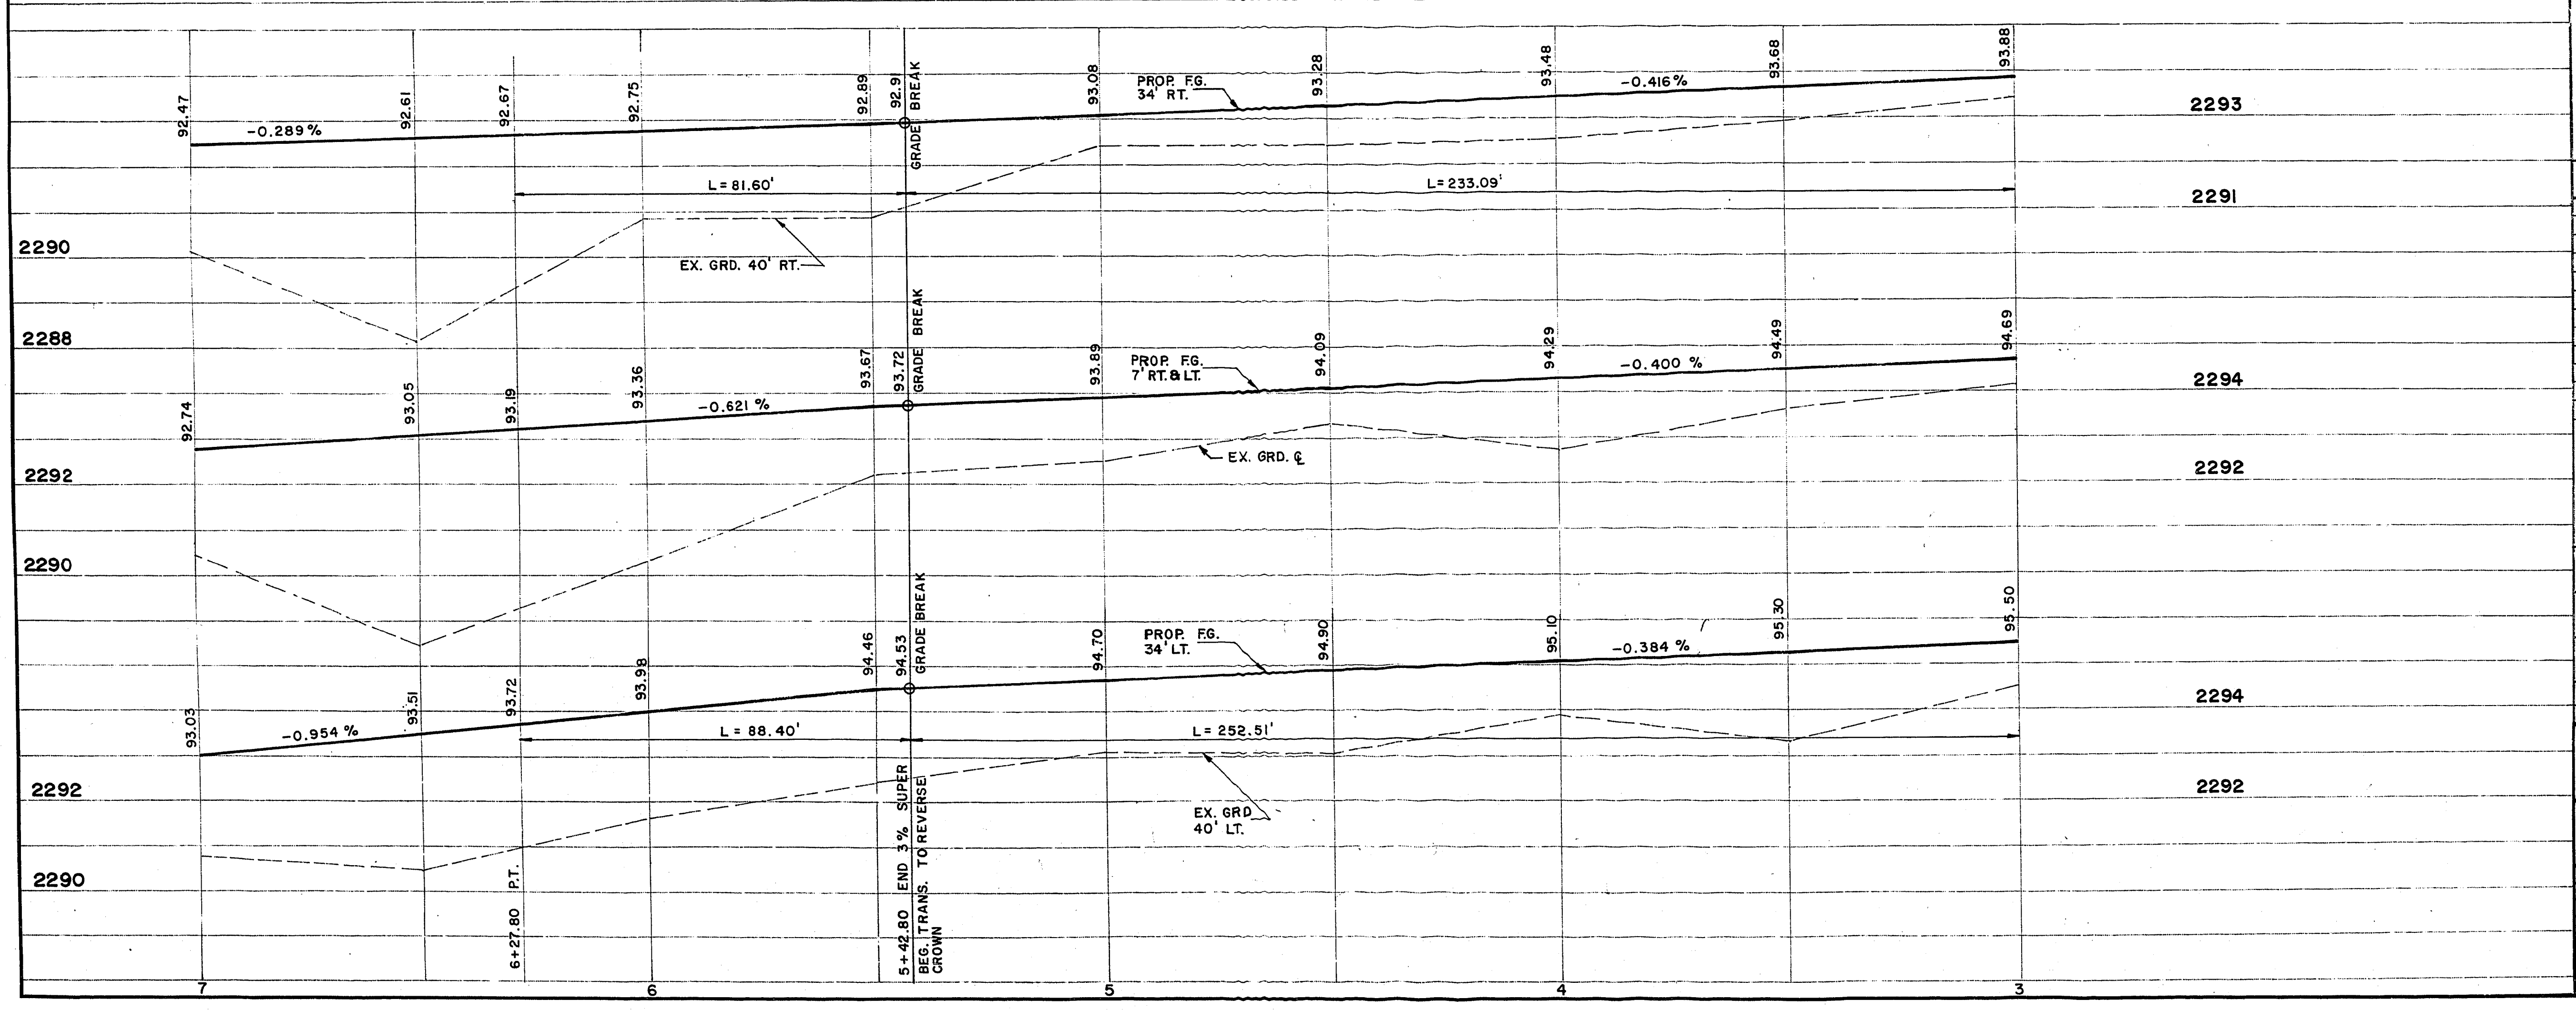 92.47
92.61
92.67
92.75
92.89
92.91
GRADE BREAK
93.08
93.28
93.48
93.68
93.88
-0.289 %
PROP. F.G.
34' RT.
-0.416 %
2293
L = 81.60'
L = 233.09'
2291
2290
EX. GRD. 40' RT.
2288
92.74
93.05
93.19
93.36
93.67
93.72
GRADE BREAK
93.89
94.09
94.29
94.49
94.69
-0.621 %
PROP. F.G.
7' RT. & LT.
-0.400 %
2294
EX. GRD. ℄
2292
2292
2290
93.03
93.51
93.72
93.98
94.46
94.53
GRADE BREAK
94.70
94.90
95.10
95.30
95.50
-0.954 %
PROP. F.G.
34' LT.
-0.384 %
2294
L = 88.40'
L = 252.51'
2292
2292
EX. GRD
40' LT.
2290
6+27.80 P.T.
5+42.80 END 3% SUPER
BEG. TRANS. TO REVERSE
CROWN
7
6
5
4
3